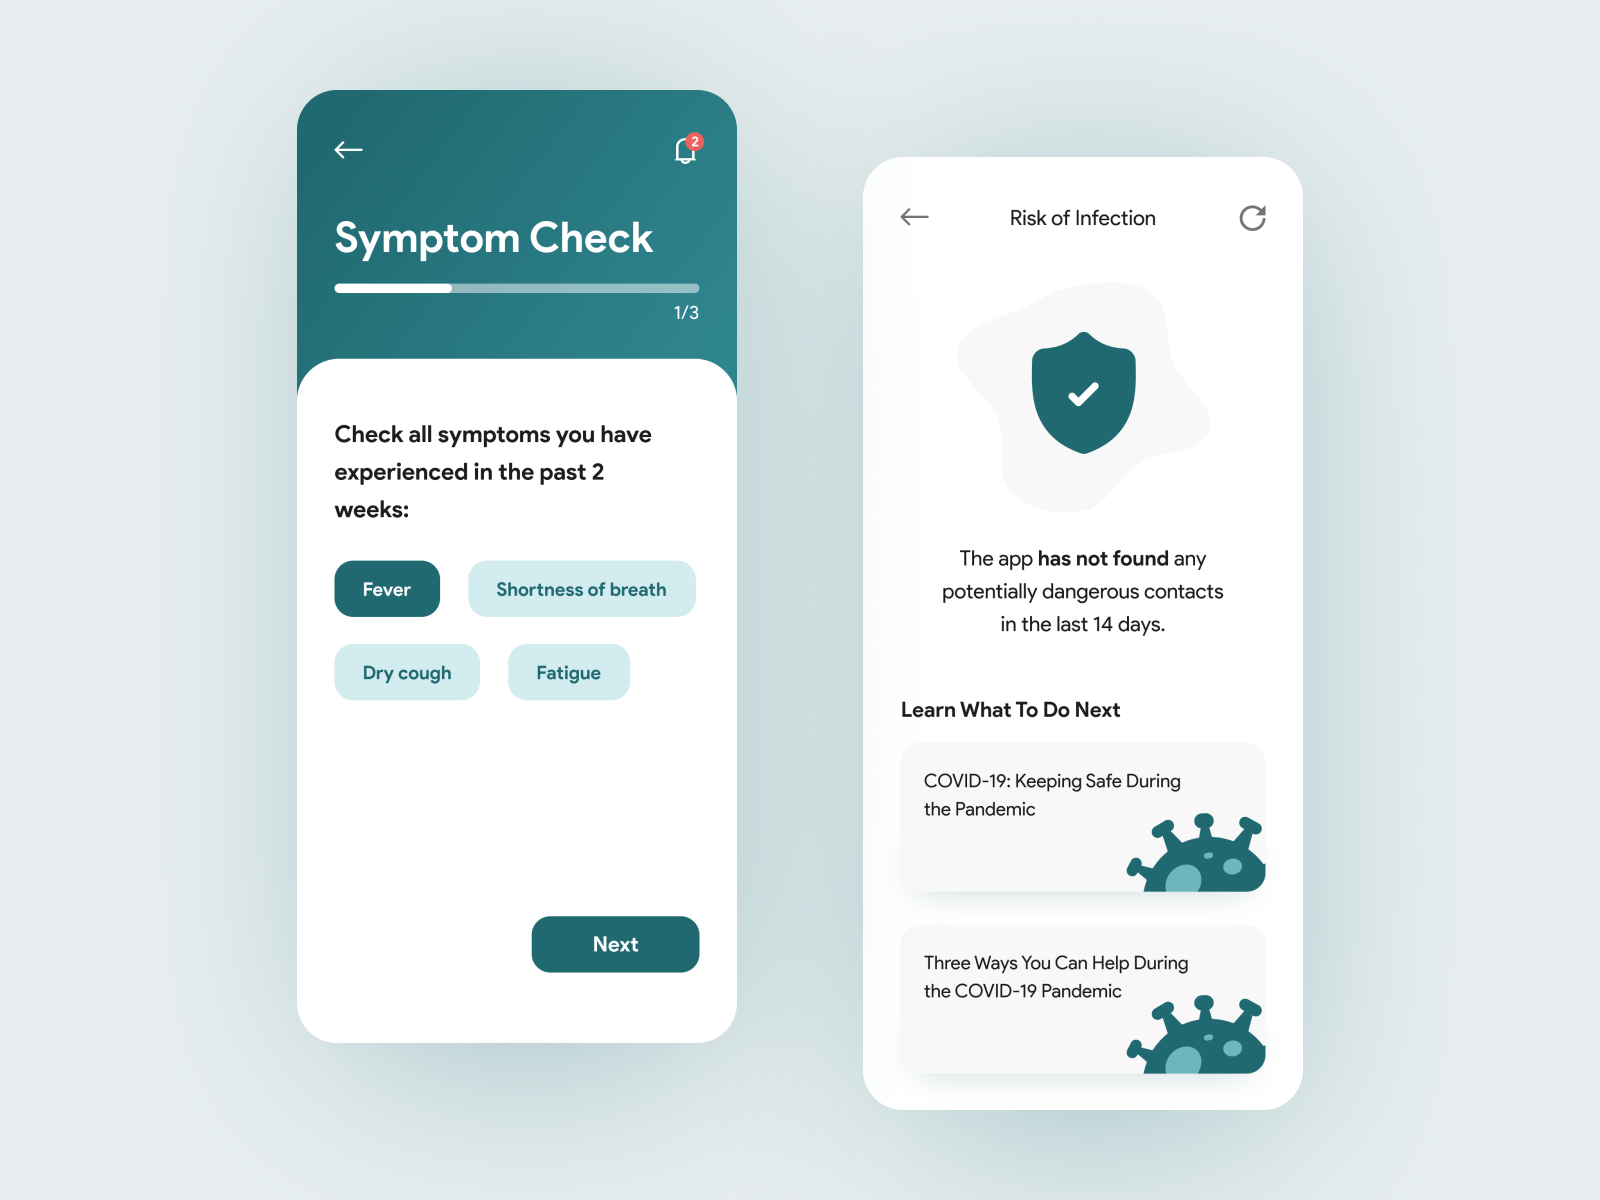 2
Symptom Check
1/3
Check all symptoms you have
experienced in the past 2
weeks:
Fever
Shortness of breath
Dry cough
Fatigue
Next
Risk of Infection
The app has not found any
potentially dangerous contacts
in the last 14 days.
Learn What To Do Next
COVID-19: Keeping Safe During
the Pandemic
Three Ways You Can Help During
the COVID-19 Pandemic